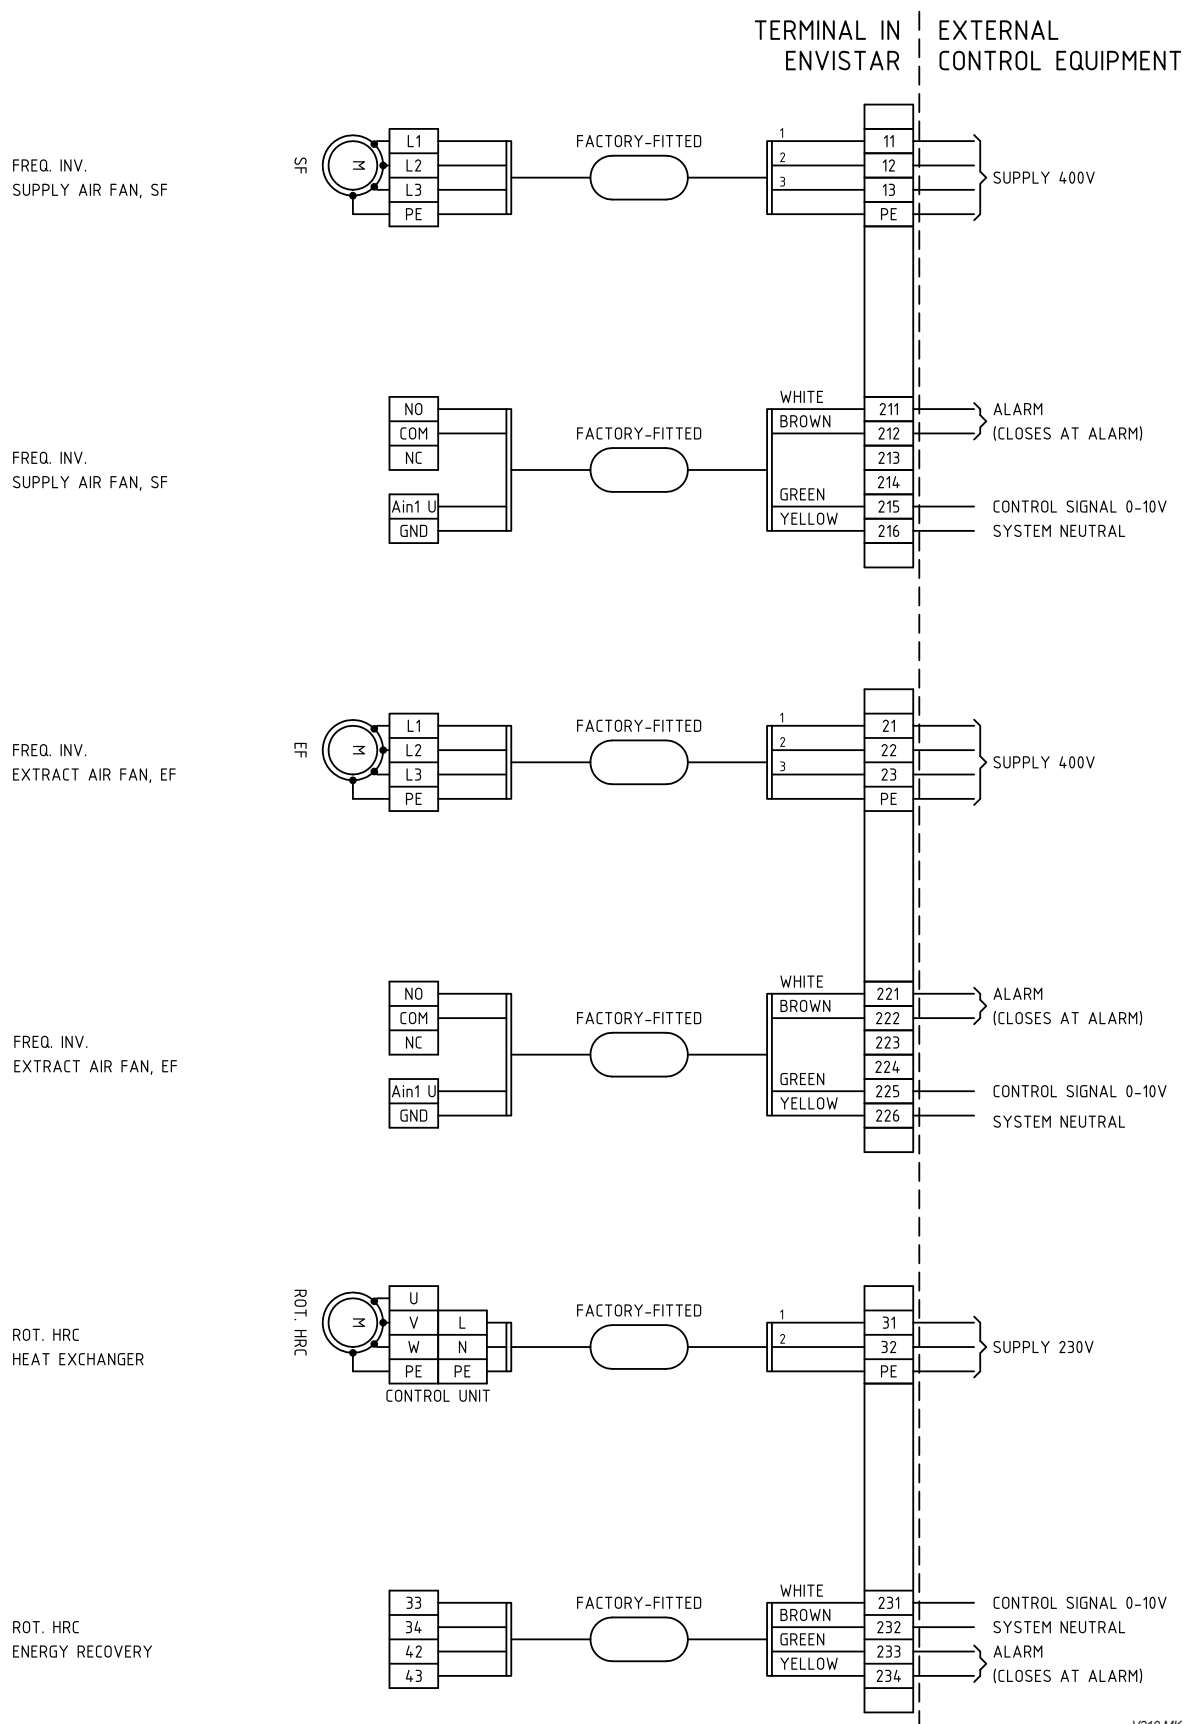 TERMINAL IN
ENVISTAR
EXTERNAL
CONTROL EQUIPMENT
FREQ. INV.
SUPPLY AIR FAN, SF
SF
M
L1
L2
L3
PE
FACTORY-FITTED
1
2
3
11
12
13
PE
SUPPLY 400V
FREQ. INV.
SUPPLY AIR FAN, SF
NO
COM
NC
Ain1 U
GND
FACTORY-FITTED
WHITE
BROWN
GREEN
YELLOW
211
212
213
214
215
216
ALARM
(CLOSES AT ALARM)
CONTROL SIGNAL 0-10V
SYSTEM NEUTRAL
FREQ. INV.
EXTRACT AIR FAN, EF
EF
M
L1
L2
L3
PE
FACTORY-FITTED
1
2
3
21
22
23
PE
SUPPLY 400V
FREQ. INV.
EXTRACT AIR FAN, EF
NO
COM
NC
Ain1 U
GND
FACTORY-FITTED
WHITE
BROWN
GREEN
YELLOW
221
222
223
224
225
226
ALARM
(CLOSES AT ALARM)
CONTROL SIGNAL 0-10V
SYSTEM NEUTRAL
ROT. HRC
HEAT EXCHANGER
ROT. HRC
M
U
V
W
PE
L
N
PE
CONTROL UNIT
FACTORY-FITTED
1
2
31
32
PE
SUPPLY 230V
ROT. HRC
ENERGY RECOVERY
33
34
42
43
FACTORY-FITTED
WHITE
BROWN
GREEN
YELLOW
231
232
233
234
CONTROL SIGNAL 0-10V
SYSTEM NEUTRAL
ALARM
(CLOSES AT ALARM)